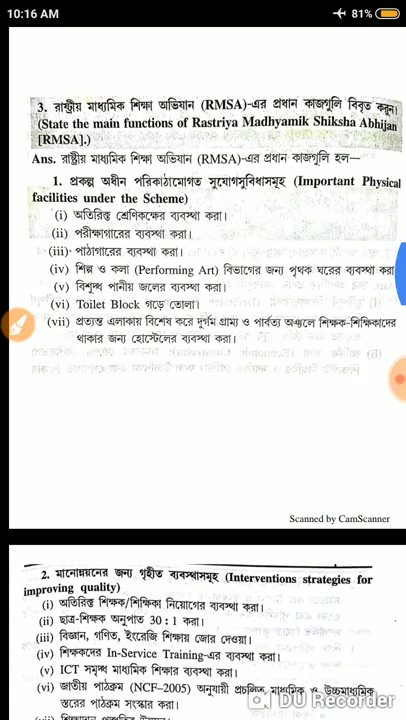 10:16 AM
81%
3. রাষ্ট্রীয় মাধ্যমিক শিক্ষা অভিযান (RMSA)-এর প্রধান কাজগুলি বিবৃত করুন।
(State the main functions of Rastriya Madhyamik Shiksha Abhijan
[RMSA].)
Ans. রাষ্ট্রীয় মাধ্যমিক শিক্ষা অভিযান (RMSA)-এর প্রধান কাজগুলি হল—
1. প্রকল্প অধীন পরিকাঠামোগত সুযোগসুবিধাসমূহ (Important Physical
facilities under the Scheme)
(i) অতিরিক্ত শ্রেণিকক্ষের ব্যবস্থা করা।
(ii) পরীক্ষাগারের ব্যবস্থা করা।
(iii) পাঠাগারের ব্যবস্থা করা।
(iv) শিল্প ও কলা (Performing Art) বিভাগের জন্য পৃথক ঘরের ব্যবস্থা করা
(v) বিশুদ্ধ পানীয় জলের ব্যবস্থা করা।
(vi) Toilet Block গড়ে তোলা।
(vii) প্রত্যন্ত এলাকায় বিশেষ করে দুর্গম গ্রাম্য ও পার্বত্য অঞ্চলে শিক্ষক-শিক্ষিকাদের
থাকার জন্য হোস্টেলের ব্যবস্থা করা।
Scanned by CamScanner
2. মানোন্নয়নের জন্য গৃহীত ব্যবস্থাসমূহ (Interventions strategies for
improving quality)
(i) অতিরিক্ত শিক্ষক/শিক্ষিকা নিয়োগের ব্যবস্থা করা।
(ii) ছাত্র-শিক্ষক অনুপাত 30 : 1 করা।
(iii) বিজ্ঞান, গণিত, ইংরেজি শিক্ষায় জোর দেওয়া।
(iv) শিক্ষকদের In-Service Training-এর ব্যবস্থা করা।
(v) ICT সমৃদ্ধ মাধ্যমিক শিক্ষার ব্যবস্থা করা।
(vi) জাতীয় পাঠক্রম (NCF-2005) অনুযায়ী প্রচলিত মাধ্যমিক ও উচ্চমাধ্যমিক
স্তরের পাঠক্রম সংস্কার করা।
DU Recorder